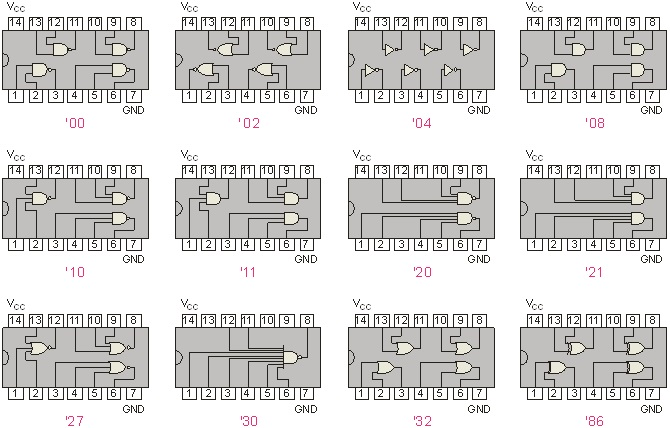 VCC VCC VCC VCC
14 13 12 11 10 9 8 14 13 12 11 10 9 8 14 13 12 11 10 9 8 14 13 12 11 10 9 8
1 2 3 4 5 6 7 1 2 3 4 5 6 7 1 2 3 4 5 6 7 1 2 3 4 5 6 7
GND GND GND GND
'00 '02 '04 '08
VCC VCC VCC VCC
14 13 12 11 10 9 8 14 13 12 11 10 9 8 14 13 12 11 10 9 8 14 13 12 11 10 9 8
1 2 3 4 5 6 7 1 2 3 4 5 6 7 1 2 3 4 5 6 7 1 2 3 4 5 6 7
GND GND GND GND
'10 '11 '20 '21
VCC VCC VCC VCC
14 13 12 11 10 9 8 14 13 12 11 10 9 8 14 13 12 11 10 9 8 14 13 12 11 10 9 8
1 2 3 4 5 6 7 1 2 3 4 5 6 7 1 2 3 4 5 6 7 1 2 3 4 5 6 7
GND GND GND GND
'27 '30 '32 '86